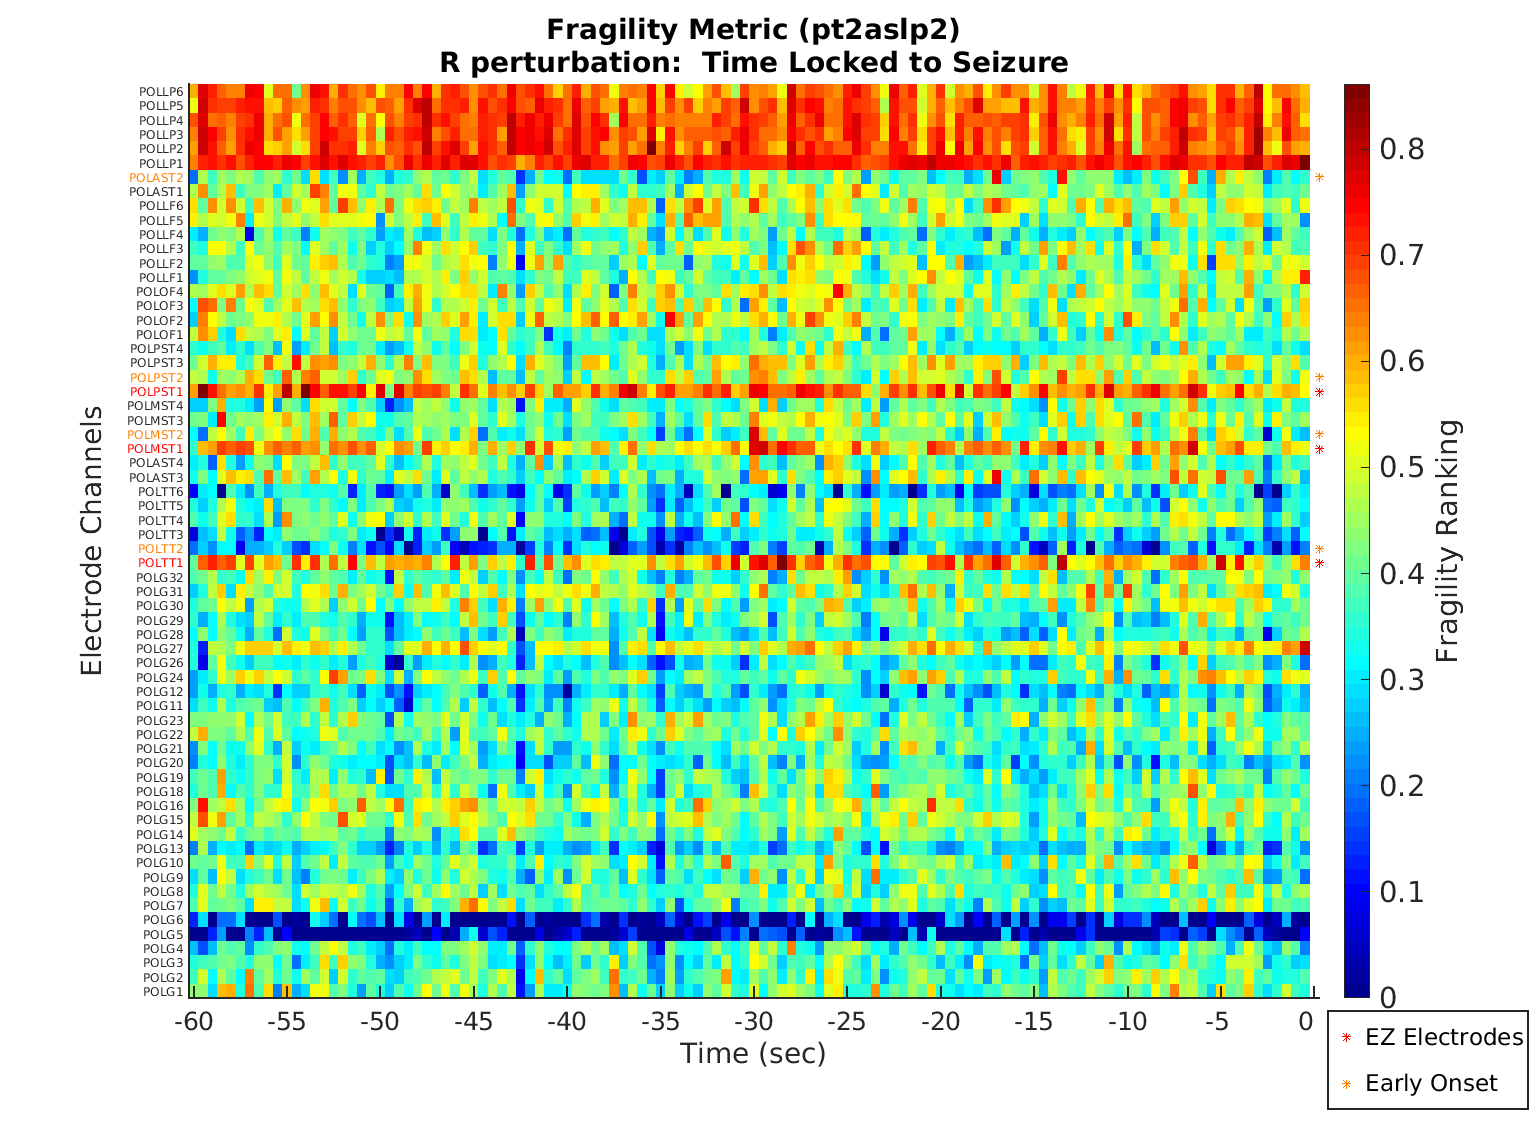 Fragility Metric (pt2aslp2)
R perturbation:  Time Locked to Seizure
Electrode Channels
POLLP6
POLLP5
POLLP4
POLLP3
POLLP2
POLLP1
POLAST2
POLAST1
POLLF6
POLLF5
POLLF4
POLLF3
POLLF2
POLLF1
POLOF4
POLOF3
POLOF2
POLOF1
POLPST4
POLPST3
POLPST2
POLPST1
POLMST4
POLMST3
POLMST2
POLMST1
POLAST4
POLAST3
POLTT6
POLTT5
POLTT4
POLTT3
POLTT2
POLTT1
POLG32
POLG31
POLG30
POLG29
POLG28
POLG27
POLG26
POLG24
POLG12
POLG11
POLG23
POLG22
POLG21
POLG20
POLG19
POLG18
POLG16
POLG15
POLG14
POLG13
POLG10
POLG9
POLG8
POLG7
POLG6
POLG5
POLG4
POLG3
POLG2
POLG1
-60 -55 -50 -45 -40 -35 -30 -25 -20 -15 -10 -5 0
Time (sec)
0.8
0.7
0.6
0.5
0.4
0.3
0.2
0.1
0
Fragility Ranking
EZ Electrodes
Early Onset